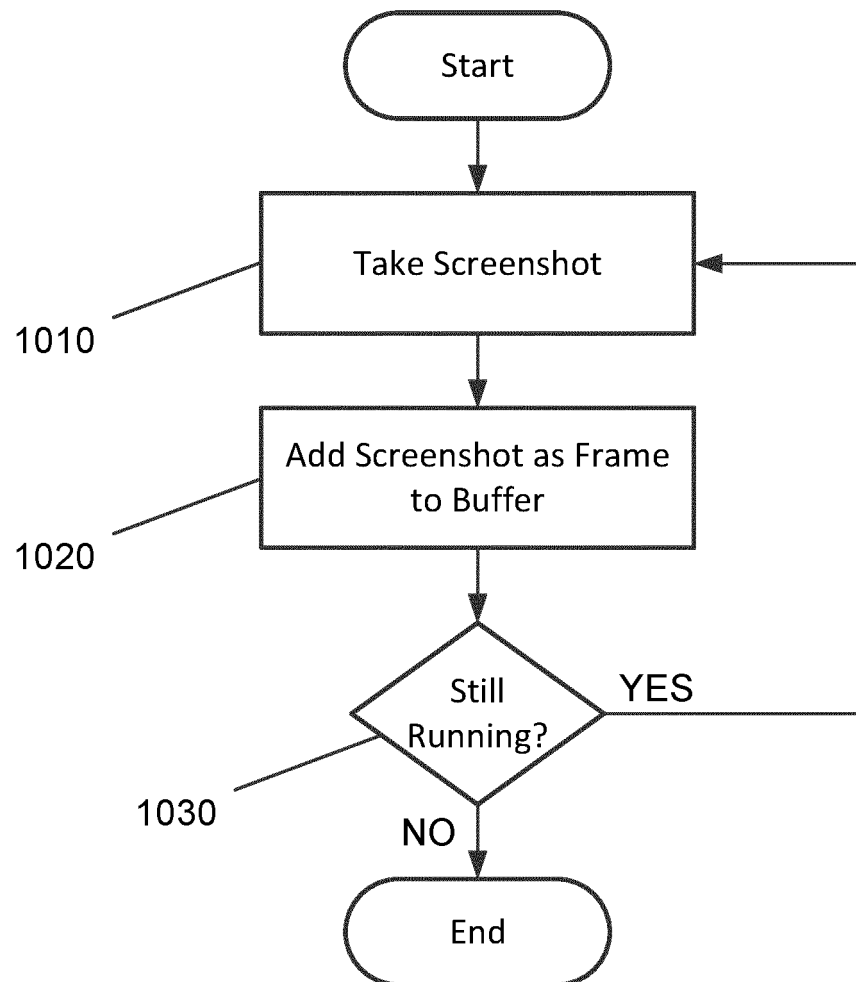 Start
Take Screenshot
1010
Add Screenshot as Frame
to Buffer
1020
Still
Running?
YES
1030
NO
End